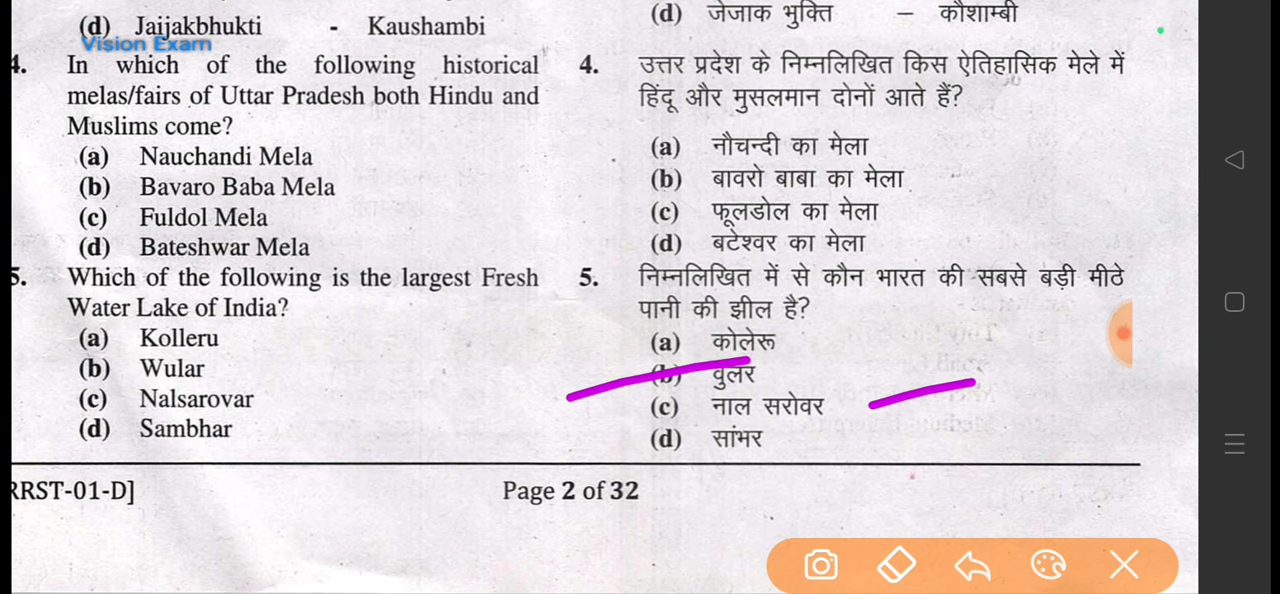 (d) Jaijakbhukti - Kaushambi
Vision Exam
4. In which of the following historical
melas/fairs of Uttar Pradesh both Hindu and
Muslims come?
(a) Nauchandi Mela
(b) Bavaro Baba Mela
(c) Fuldol Mela
(d) Bateshwar Mela
5. Which of the following is the largest Fresh
Water Lake of India?
(a) Kolleru
(b) Wular
(c) Nalsarovar
(d) Sambhar
(d) जेजाक भुक्ति – कौशाम्बी
4. उत्तर प्रदेश के निम्नलिखित किस ऐतिहासिक मेले में
हिंदू और मुसलमान दोनों आते हैं?
(a) नौचन्दी का मेला
(b) बावरो बाबा का मेला
(c) फूलडोल का मेला
(d) बटेश्वर का मेला
5. निम्नलिखित में से कौन भारत की सबसे बड़ी मीठे
पानी की झील है?
(a) कोलेरू
(b) वुलर
(c) नाल सरोवर
(d) सांभर
RRST-01-D] Page 2 of 32